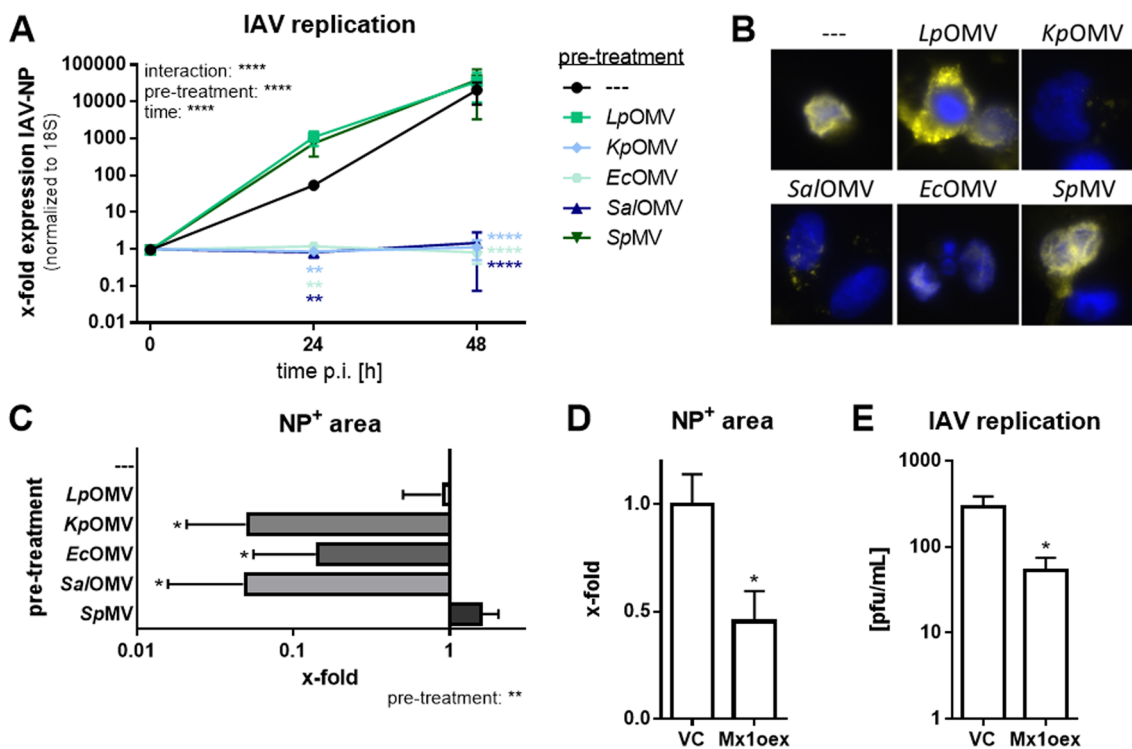 A
IAV replication
x-fold expression IAV-NP
(normalized to 18S)
100000
10000
1000
100
10
1
0.1
0.01
interaction: ****
pre-treatment: ****
time: ****
****
****
****
**
**
**
0
24
48
time p.i. [h]
pre-treatment
---
LpOMV
KpOMV
EcOMV
SalOMV
SpMV
B
--- LpOMV KpOMV
SalOMV EcOMV SpMV
C
NP+ area
pre-treatment
---
LpOMV
KpOMV
*
EcOMV
*
SalOMV
*
SpMV
0.01
0.1
1
x-fold
pre-treatment: **
D
NP+ area
x-fold
1.0
0.5
0.0
*
VC Mx1oex
E
IAV replication
[pfu/mL]
1000
100
10
1
*
VC Mx1oex